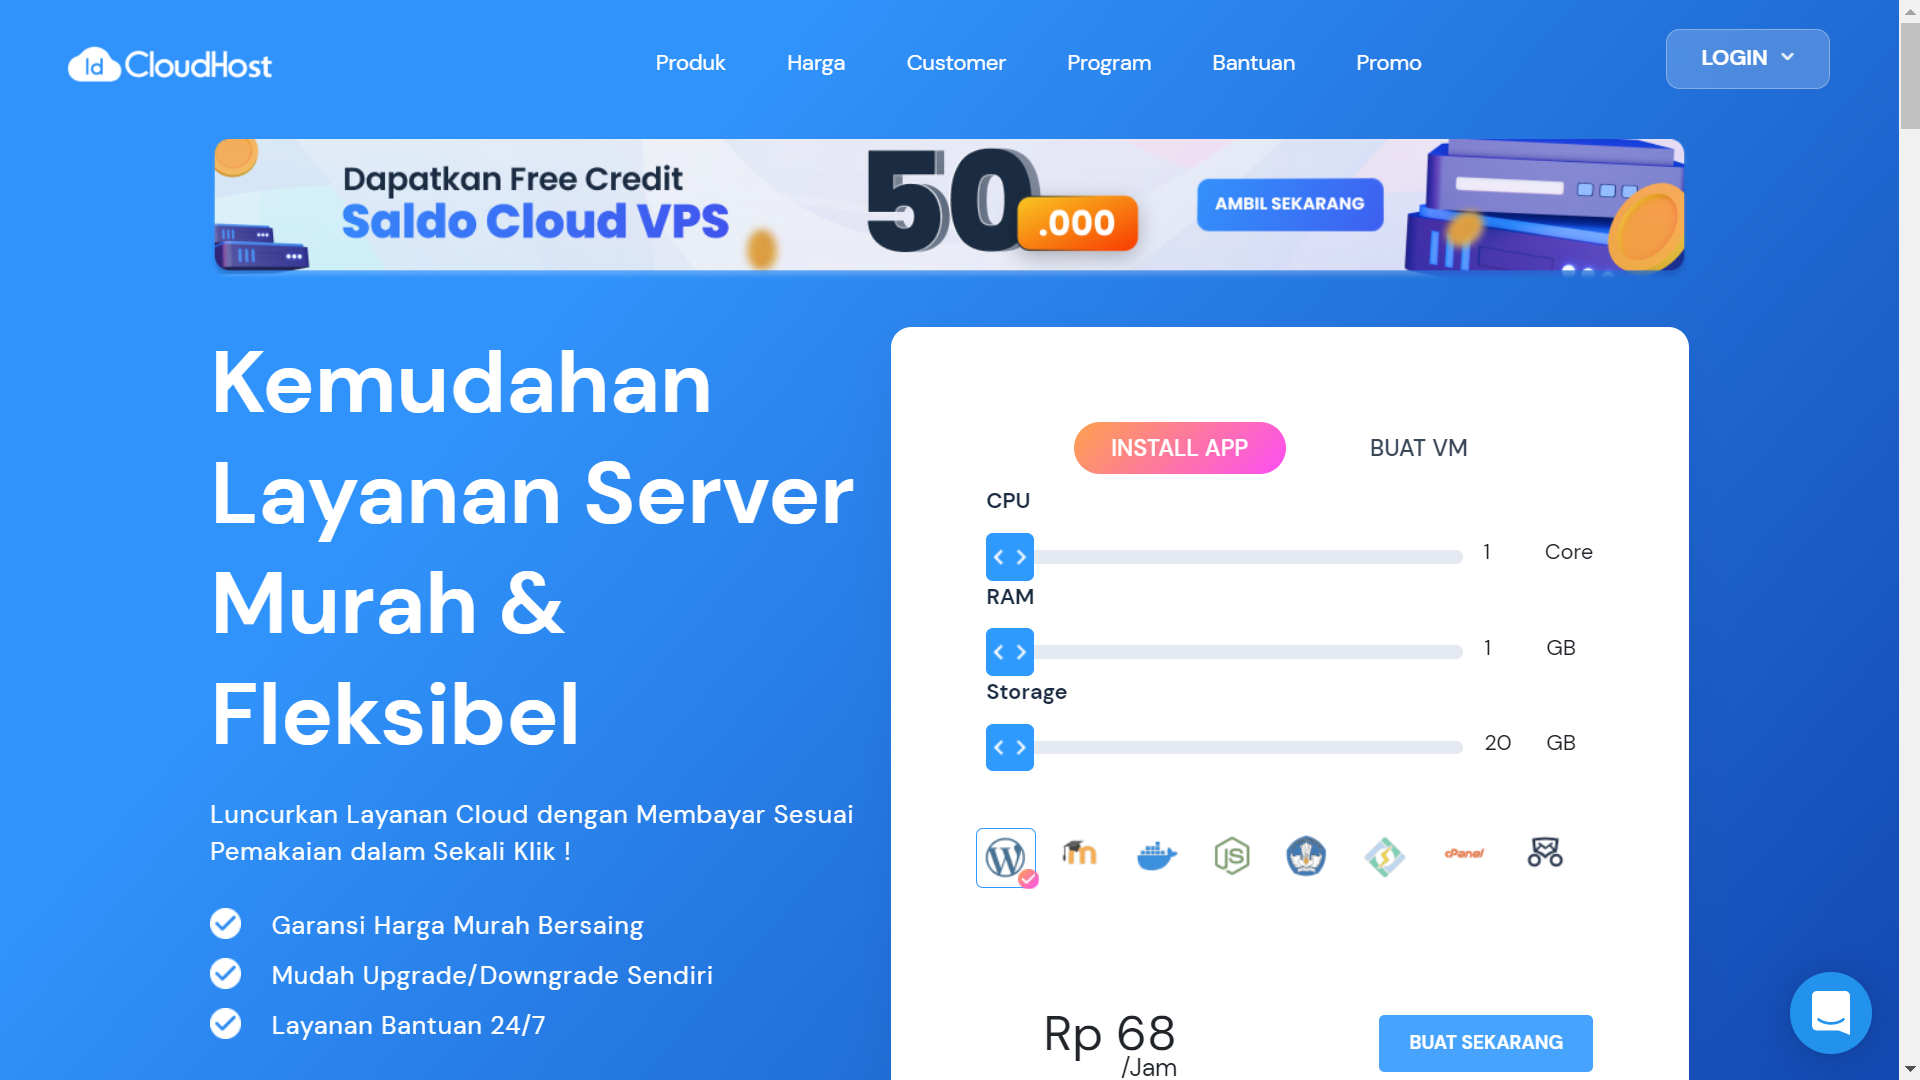 Id CloudHost
Produk Harga Customer Program Bantuan Promo
LOGIN
Dapatkan Free Credit
Saldo Cloud VPS
50.000
AMBIL SEKARANG
Kemudahan
Layanan Server
Murah &
Fleksibel
Luncurkan Layanan Cloud dengan Membayar Sesuai
Pemakaian dalam Sekali Klik !
Garansi Harga Murah Bersaing
Mudah Upgrade/Downgrade Sendiri
Layanan Bantuan 24/7
INSTALL APP BUAT VM
CPU
1 Core
RAM
1 GB
Storage
20 GB
W m JS S cPanel
Rp 68
/Jam
BUAT SEKARANG